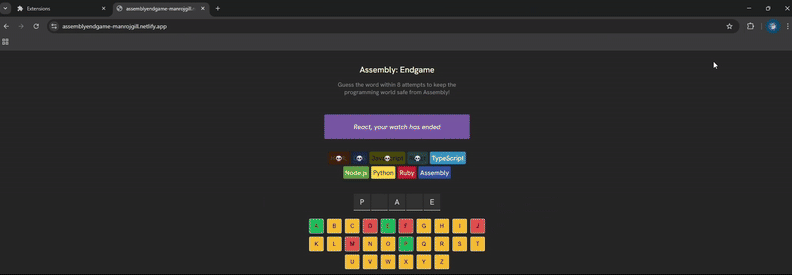 Extensions
assemblyendgame-manrojgill.netlify.app
assemblyendgame-manrojgill.netlify.app
Assembly: Endgame
Guess the word within 8 attempts to keep the
programming world safe from Assembly!
React, your watch has ended
TypeScript
Node.js Python Ruby Assembly
P A E
A B C D E F G H I J
K L M N O P Q R S T
U V W X Y Z